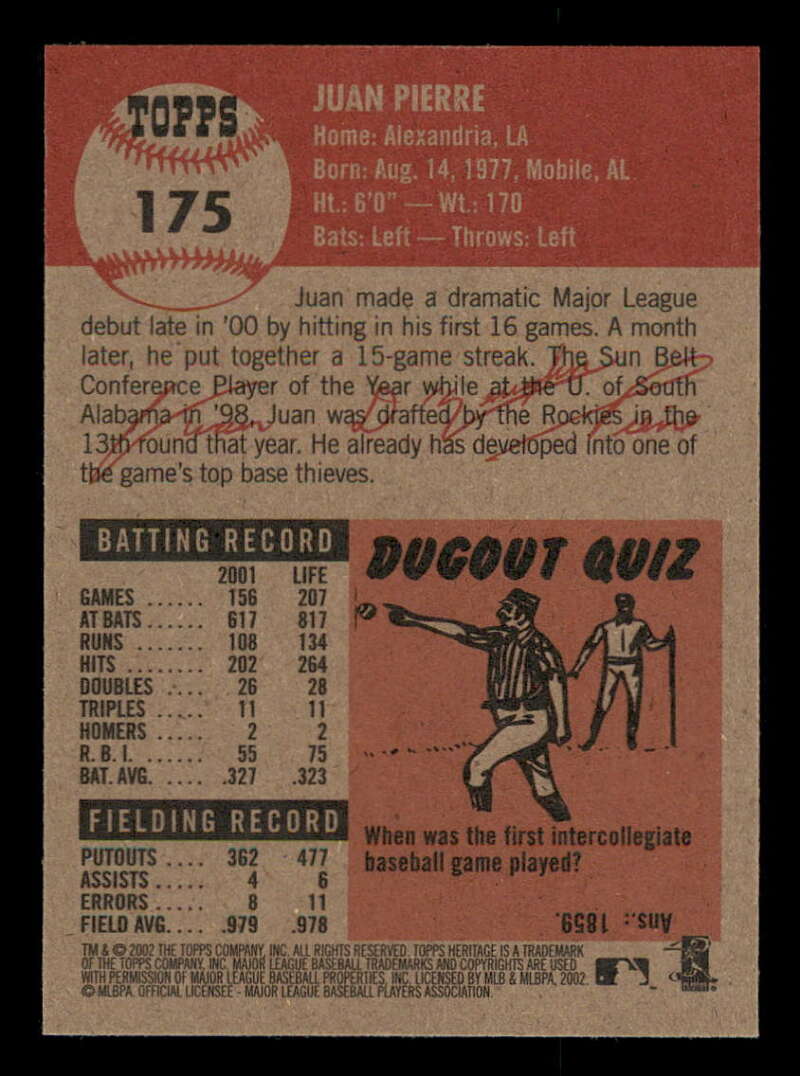 TOPPS
175
JUAN PIERRE
Home: Alexandria, LA
Born: Aug. 14, 1977, Mobile, AL
Ht.: 6'0" — Wt.: 170
Bats: Left — Throws: Left
Juan made a dramatic Major League
debut late in '00 by hitting in his first 16 games. A month
later, he put together a 15-game streak. The Sun Belt
Conference Player of the Year while at the U. of South
Alabama in '98, Juan was drafted by the Rockies in the
13th round that year. He already has developed into one of
the game's top base thieves.
BATTING RECORD
2001 LIFE
GAMES ...... 156 207
AT BATS ...... 617 817
RUNS ....... 108 134
HITS ........ 202 264
DOUBLES .... 26 28
TRIPLES ..... 11 11
HOMERS ..... 2 2
R. B. I. ...... 55 75
BAT. AVG. .... .327 .323
FIELDING RECORD
PUTOUTS .... 362 477
ASSISTS ..... 4 6
ERRORS ..... 8 11
FIELD AVG. ... .979 .978
DUGOUT QUIZ
When was the first intercollegiate
baseball game played?
Ans.: 1859.
TM & © 2002 THE TOPPS COMPANY, INC. ALL RIGHTS RESERVED. TOPPS HERITAGE IS A TRADEMARK
OF THE TOPPS COMPANY, INC. MAJOR LEAGUE BASEBALL TRADEMARKS AND COPYRIGHTS ARE USED
WITH PERMISSION OF MAJOR LEAGUE BASEBALL PROPERTIES, INC. LICENSED BY MLB & MLBPA, 2002.
© MLBPA. OFFICIAL LICENSEE - MAJOR LEAGUE BASEBALL PLAYERS ASSOCIATION.